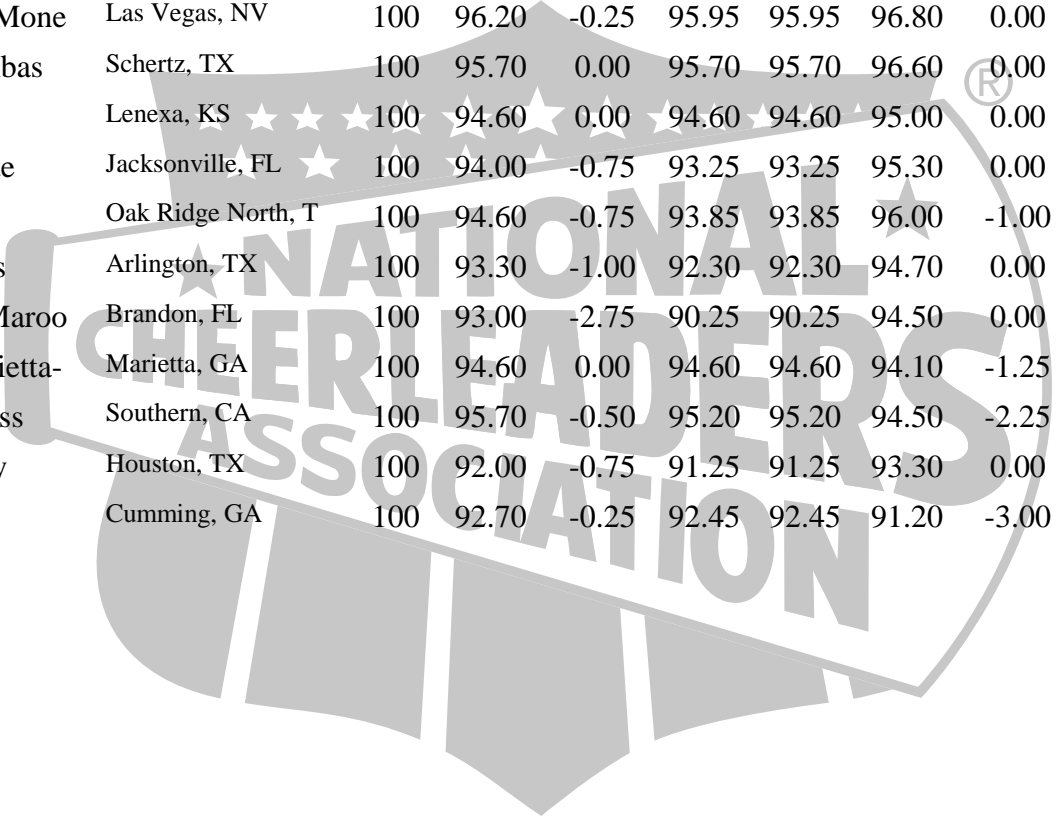 Mone Las Vegas, NV 100 96.20 -0.25 95.95 95.95 96.80 0.00
bas Schertz, TX 100 95.70 0.00 95.70 95.70 96.60 0.00
Lenexa, KS 100 94.60 0.00 94.60 94.60 95.00 0.00
e Jacksonville, FL 100 94.00 -0.75 93.25 93.25 95.30 0.00
Oak Ridge North, T 100 94.60 -0.75 93.85 93.85 96.00 -1.00
s Arlington, TX 100 93.30 -1.00 92.30 92.30 94.70 0.00
Maroo Brandon, FL 100 93.00 -2.75 90.25 90.25 94.50 0.00
ietta- Marietta, GA 100 94.60 0.00 94.60 94.60 94.10 -1.25
ss Southern, CA 100 95.70 -0.50 95.20 95.20 94.50 -2.25
y Houston, TX 100 92.00 -0.75 91.25 91.25 93.30 0.00
Cumming, GA 100 92.70 -0.25 92.45 92.45 91.20 -3.00
®
NATIONAL
CHEERLEADERS
ASSOCIATION